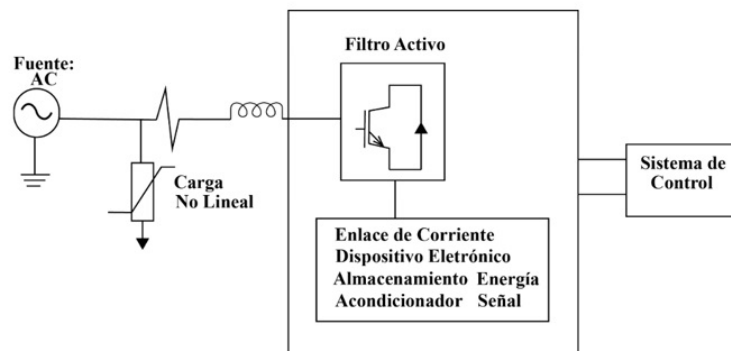 Filtro Activo
Fuente:
AC
Carga
No Lineal
Sistema de
Control
Enlace de Corriente
Dispositivo Eletrónico
Almacenamiento Energía
Acondicionador Señal